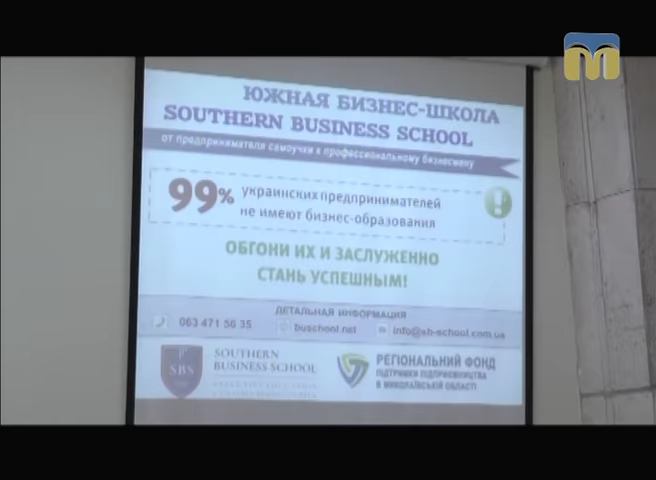 ЮЖНАЯ БИЗНЕС-ШКОЛА
SOUTHERN BUSINESS SCHOOL
от предпринимателя самоучки к профессиональному бизнесмену
99% украинских предпринимателей
не имеют бизнес-образования
ОБГОНИ ИХ И ЗАСЛУЖЕННО
СТАНЬ УСПЕШНЫМ!
ДЕТАЛЬНАЯ ИНФОРМАЦИЯ
063 471 56 35
buschool.net
info@sb-school.com.ua
SBS
SOUTHERN
BUSINESS SCHOOL
РЕГІОНАЛЬНИЙ ФОНД
ПІДТРИМКИ ПІДПРИЄМНИЦТВА
В МИКОЛАЇВСЬКІЙ ОБЛАСТІ